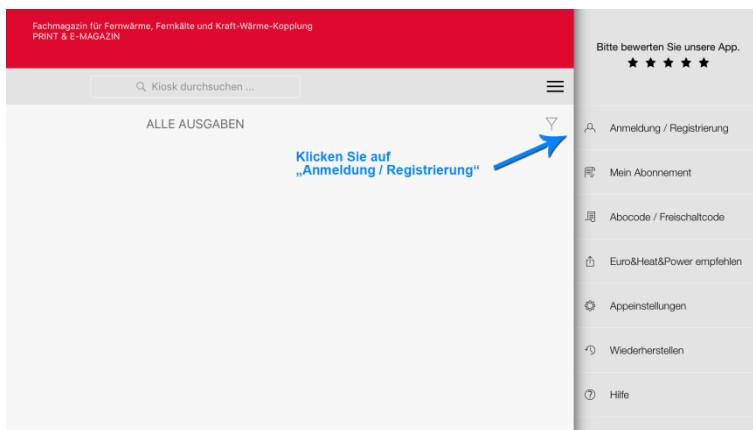 Fachmagazin für Fernwärme, Fernkälte und Kraft-Wärme-Kopplung
PRINT & E-MAGAZIN
Kiosk durchsuchen ...
ALLE AUSGABEN
Klicken Sie auf
„Anmeldung / Registrierung“
Bitte bewerten Sie unsere App.
Anmeldung / Registrierung
Mein Abonnement
Abocode / Freischaltcode
Euro&Heat&Power empfehlen
Appeinstellungen
Wiederherstellen
Hilfe